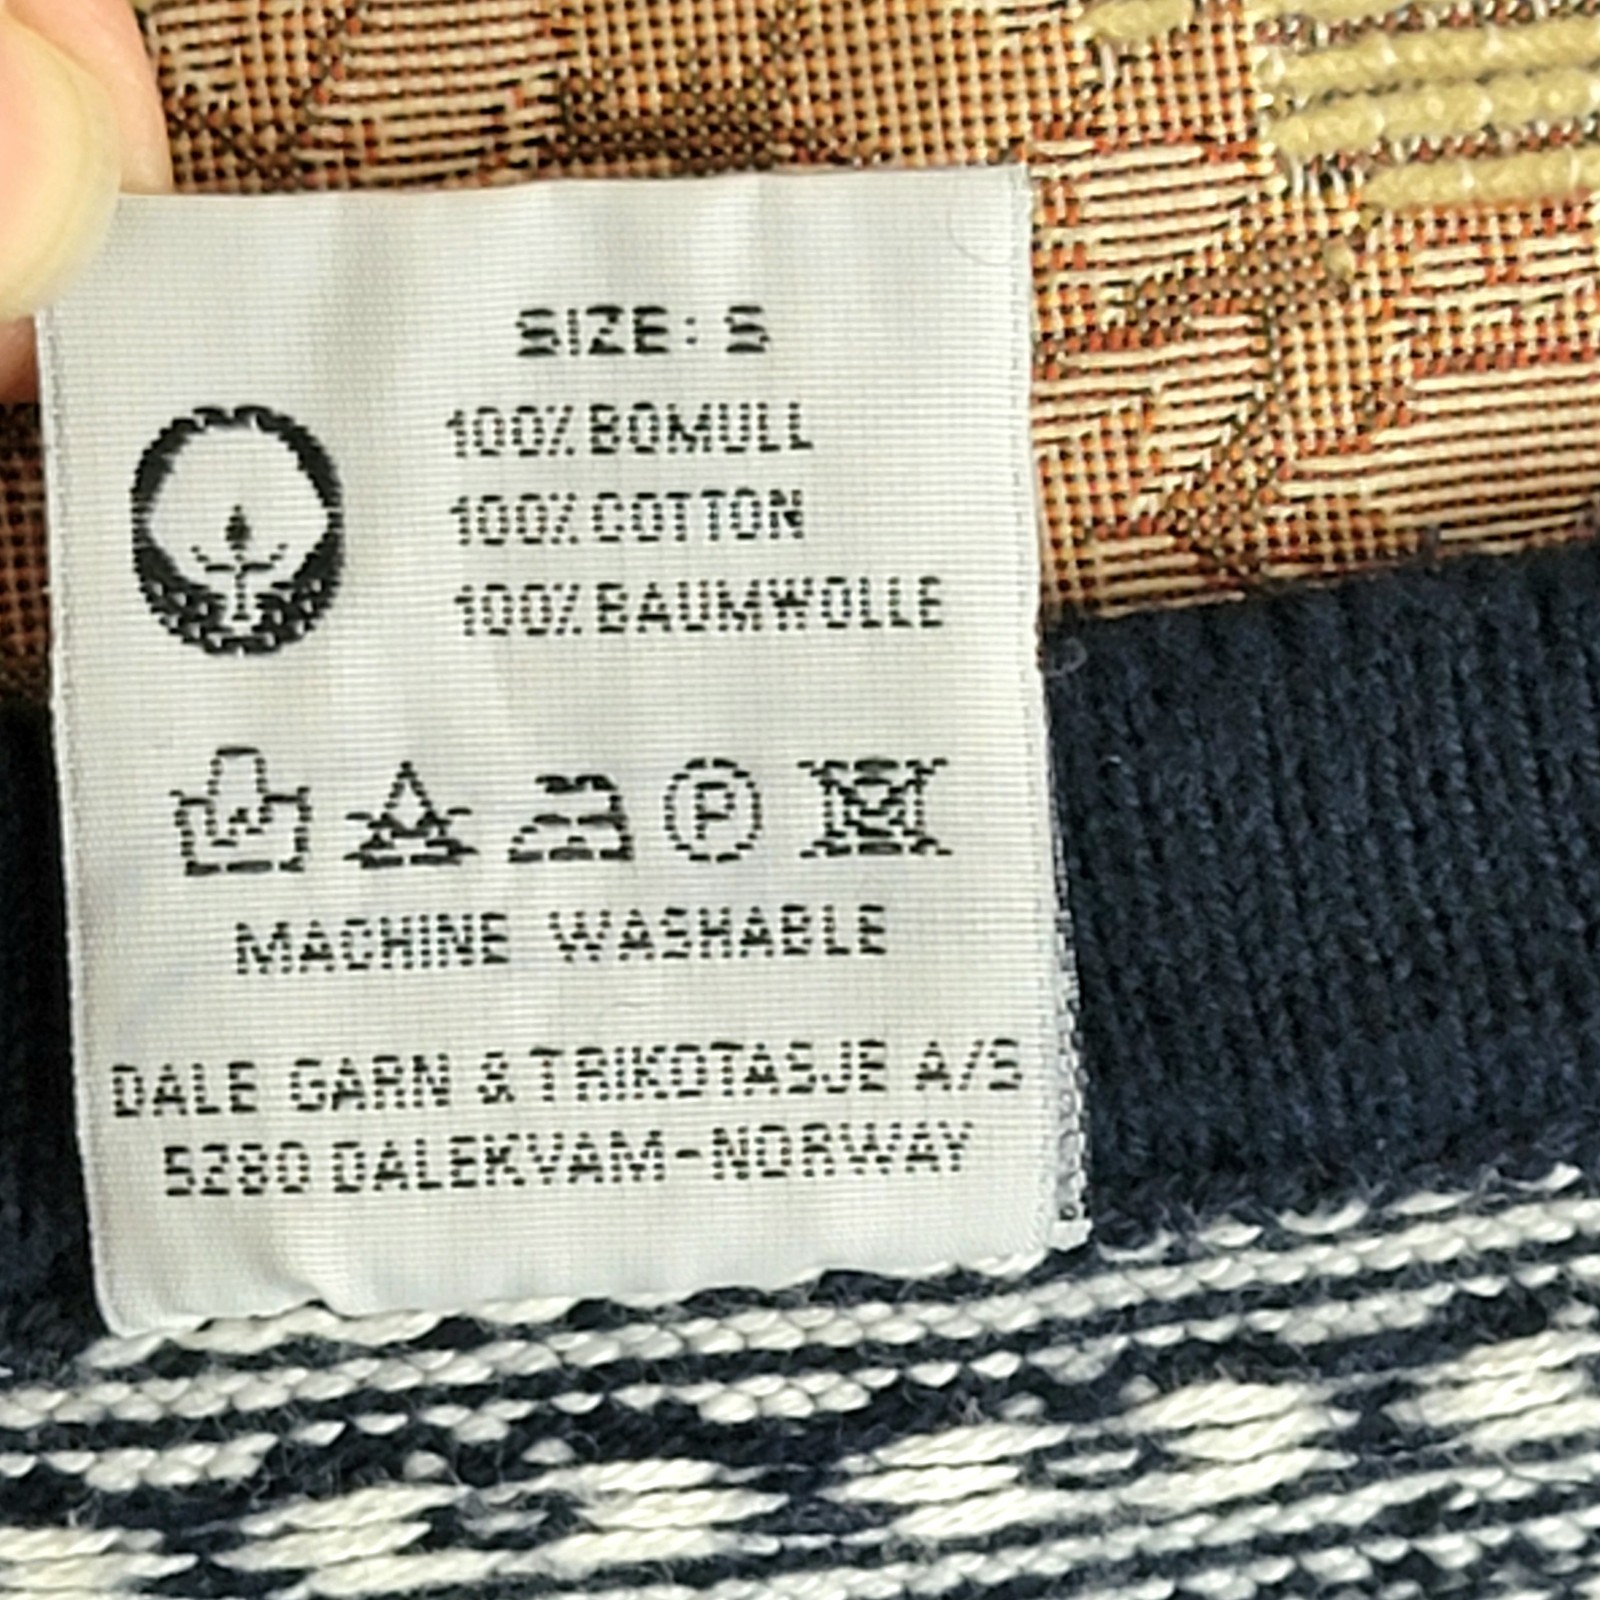 SIZE: S
100% BOMULL
100% COTTON
100% BAUMWOLLE
P
MACHINE WASHABLE
DALE GARN & TRIKOTASJE A/S
5280 DALEKVAM-NORWAY